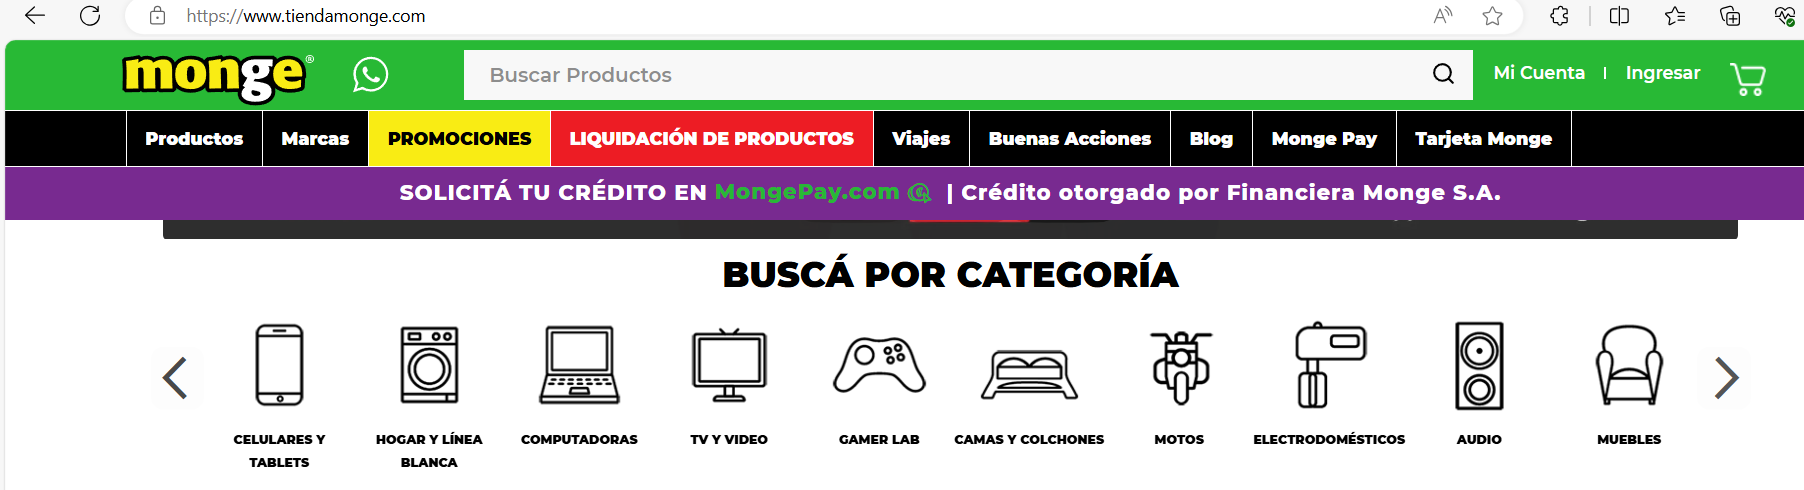 https://www.tiendamonge.com
monge®
Buscar Productos
Mi Cuenta | Ingresar
Productos
Marcas
PROMOCIONES
LIQUIDACIÓN DE PRODUCTOS
Viajes
Buenas Acciones
Blog
Monge Pay
Tarjeta Monge
SOLICITÁ TU CRÉDITO EN MongePay.com | Crédito otorgado por Financiera Monge S.A.
BUSCÁ POR CATEGORÍA
CELULARES Y
TABLETS
HOGAR Y LÍNEA
BLANCA
COMPUTADORAS
TV Y VIDEO
GAMER LAB
CAMAS Y COLCHONES
MOTOS
ELECTRODOMÉSTICOS
AUDIO
MUEBLES